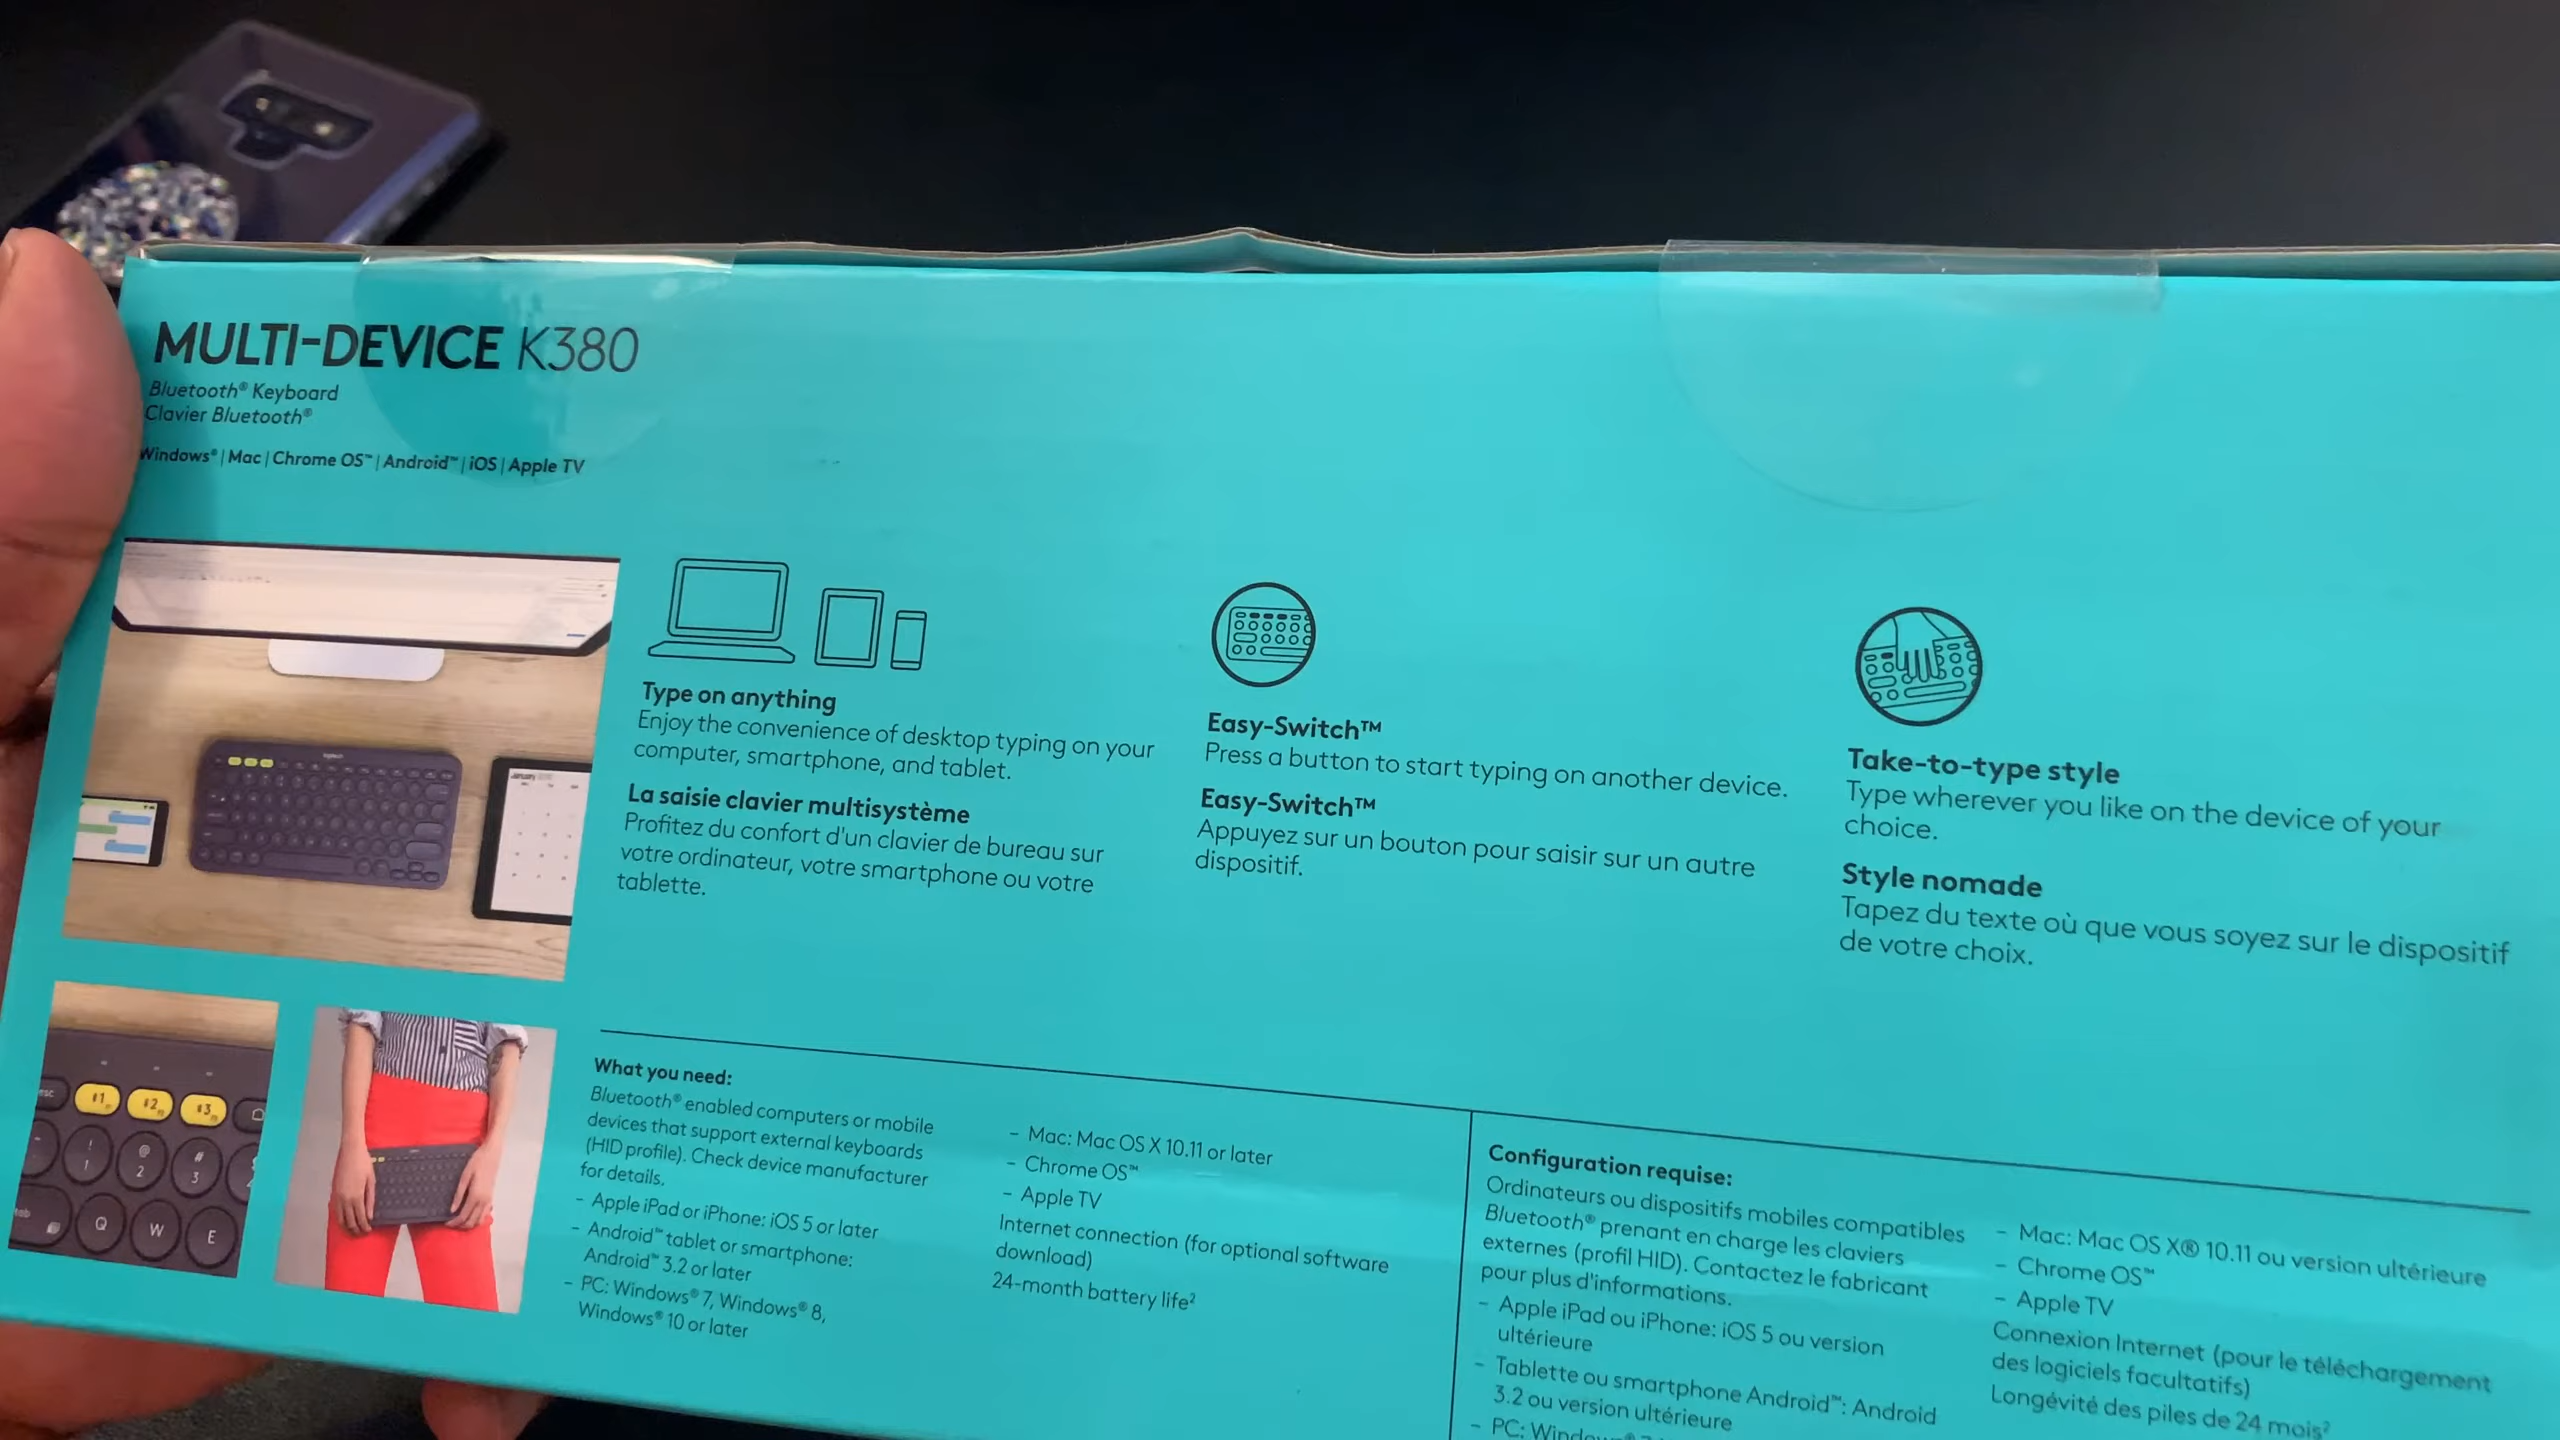 MULTI-DEVICE K380
Bluetooth® Keyboard
Clavier Bluetooth®
Windows® | Mac | Chrome OS™ | Android™ | iOS | Apple TV
Type on anything
Enjoy the convenience of desktop typing on your
computer, smartphone, and tablet.
La saisie clavier multisystème
Profitez du confort d'un clavier de bureau sur
votre ordinateur, votre smartphone ou votre
tablette.
Easy-Switch™
Press a button to start typing on another device.
Easy-Switch™
Appuyez sur un bouton pour saisir sur un autre
dispositif.
Take-to-type style
Type wherever you like on the device of your
choice.
Style nomade
Tapez du texte où que vous soyez sur le dispositif
de votre choix.
January
logitech
esc 1 2 3
! @ #
1 2 3
tab Q W E
What you need:
Bluetooth® enabled computers or mobile
devices that support external keyboards
(HID profile). Check device manufacturer
for details.
- Apple iPad or iPhone: iOS 5 or later
- Android™ tablet or smartphone:
Android™ 3.2 or later
- PC: Windows® 7, Windows® 8,
Windows® 10 or later
- Mac: Mac OS X 10.11 or later
- Chrome OS™
- Apple TV
Internet connection (for optional software
download)
24-month battery life²
Configuration requise:
Ordinateurs ou dispositifs mobiles compatibles
Bluetooth® prenant en charge les claviers
externes (profil HID). Contactez le fabricant
pour plus d'informations.
- Apple iPad ou iPhone: iOS 5 ou version
ultérieure
- Tablette ou smartphone Android™: Android
3.2 ou version ultérieure
- PC:
- Mac: Mac OS X® 10.11 ou version ultérieure
- Chrome OS™
- Apple TV
Connexion Internet (pour le téléchargement
des logiciels facultatifs)
Longévité des piles de 24 mois²